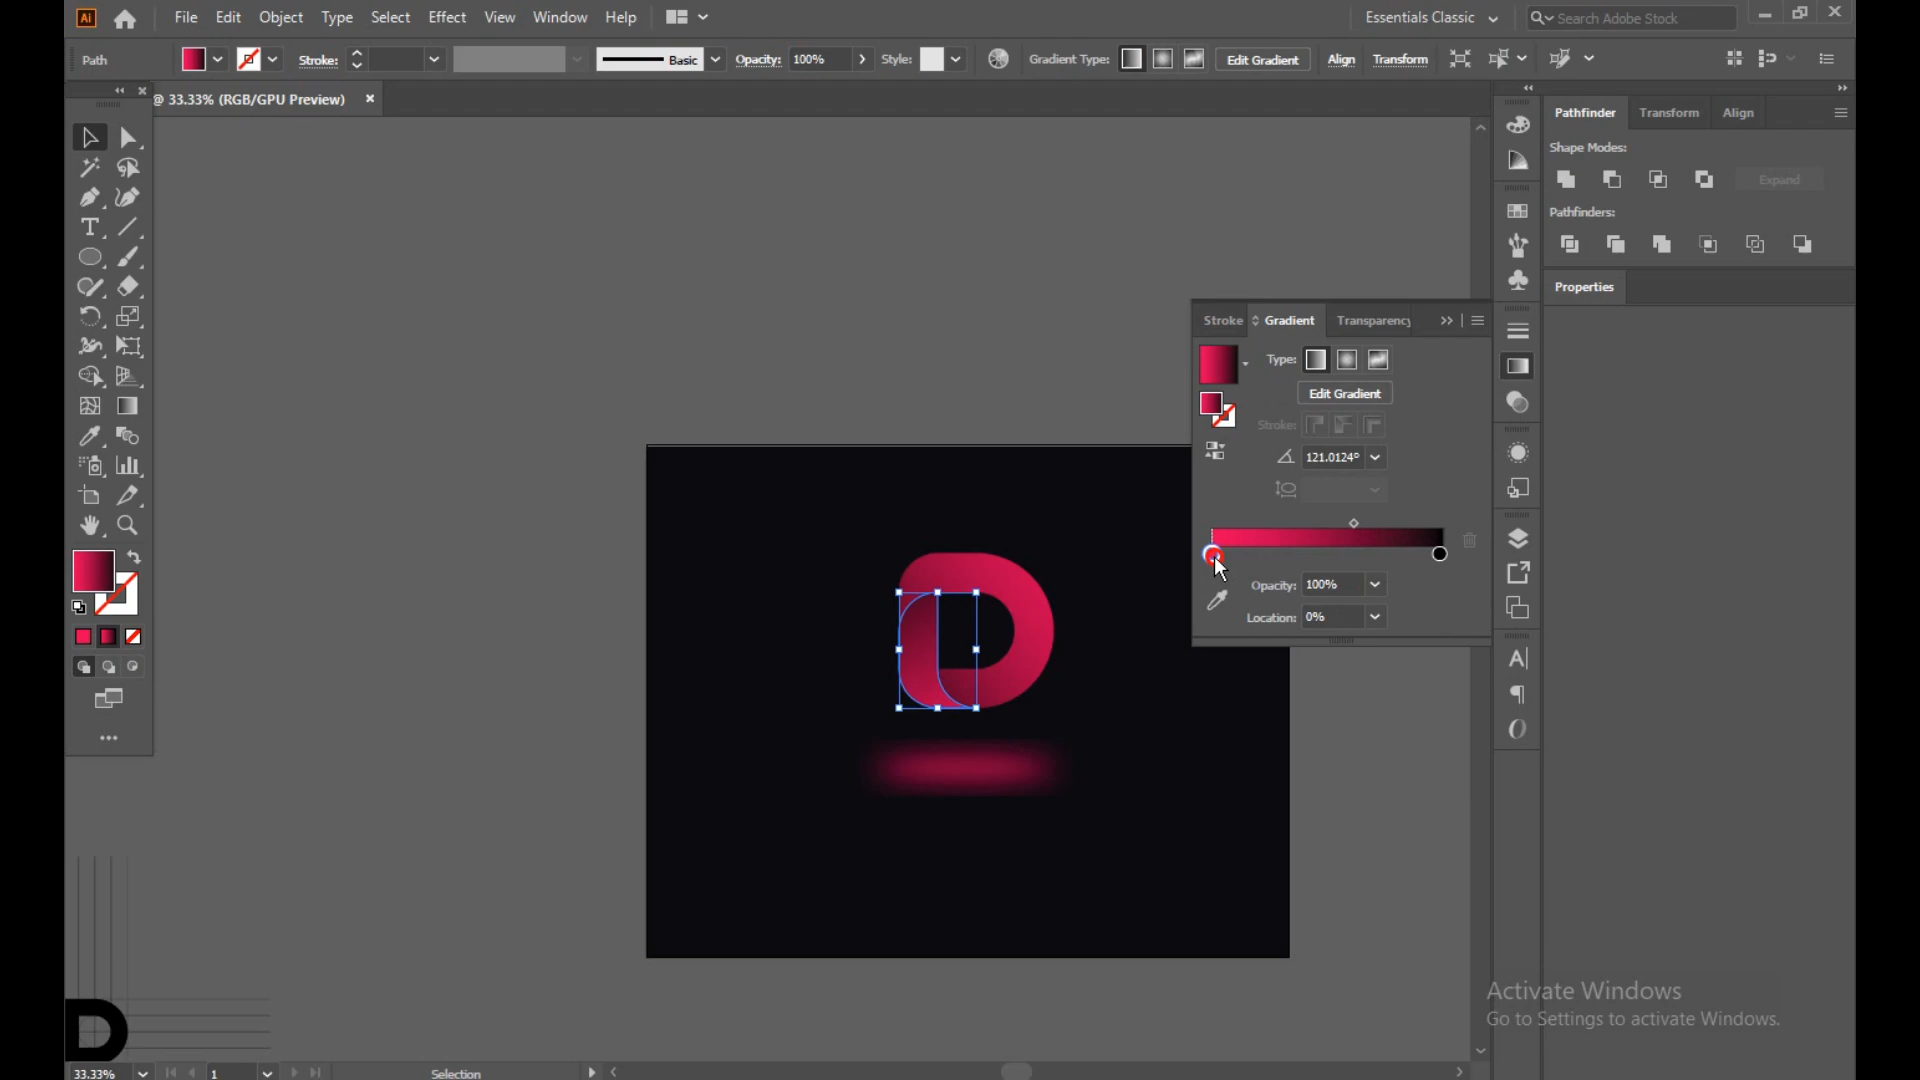 Ai File Edit Object Type Select Effect View Window Help Essentials Classic Search Adobe Stock
Path Stroke: Basic Opacity: 100% Style: Gradient Type: Edit Gradient Align Transform
@ 33.33% (RGB/GPU Preview)
Pathfinder Transform Align
Shape Modes:
Expand
Pathfinders:
Properties
Stroke Gradient Transparency
Type:
Edit Gradient
Stroke:
121.0124°
Opacity: 100%
Location: 0%
D
D
Activate Windows
Go to Settings to activate Windows.
33.33% 1 Selection